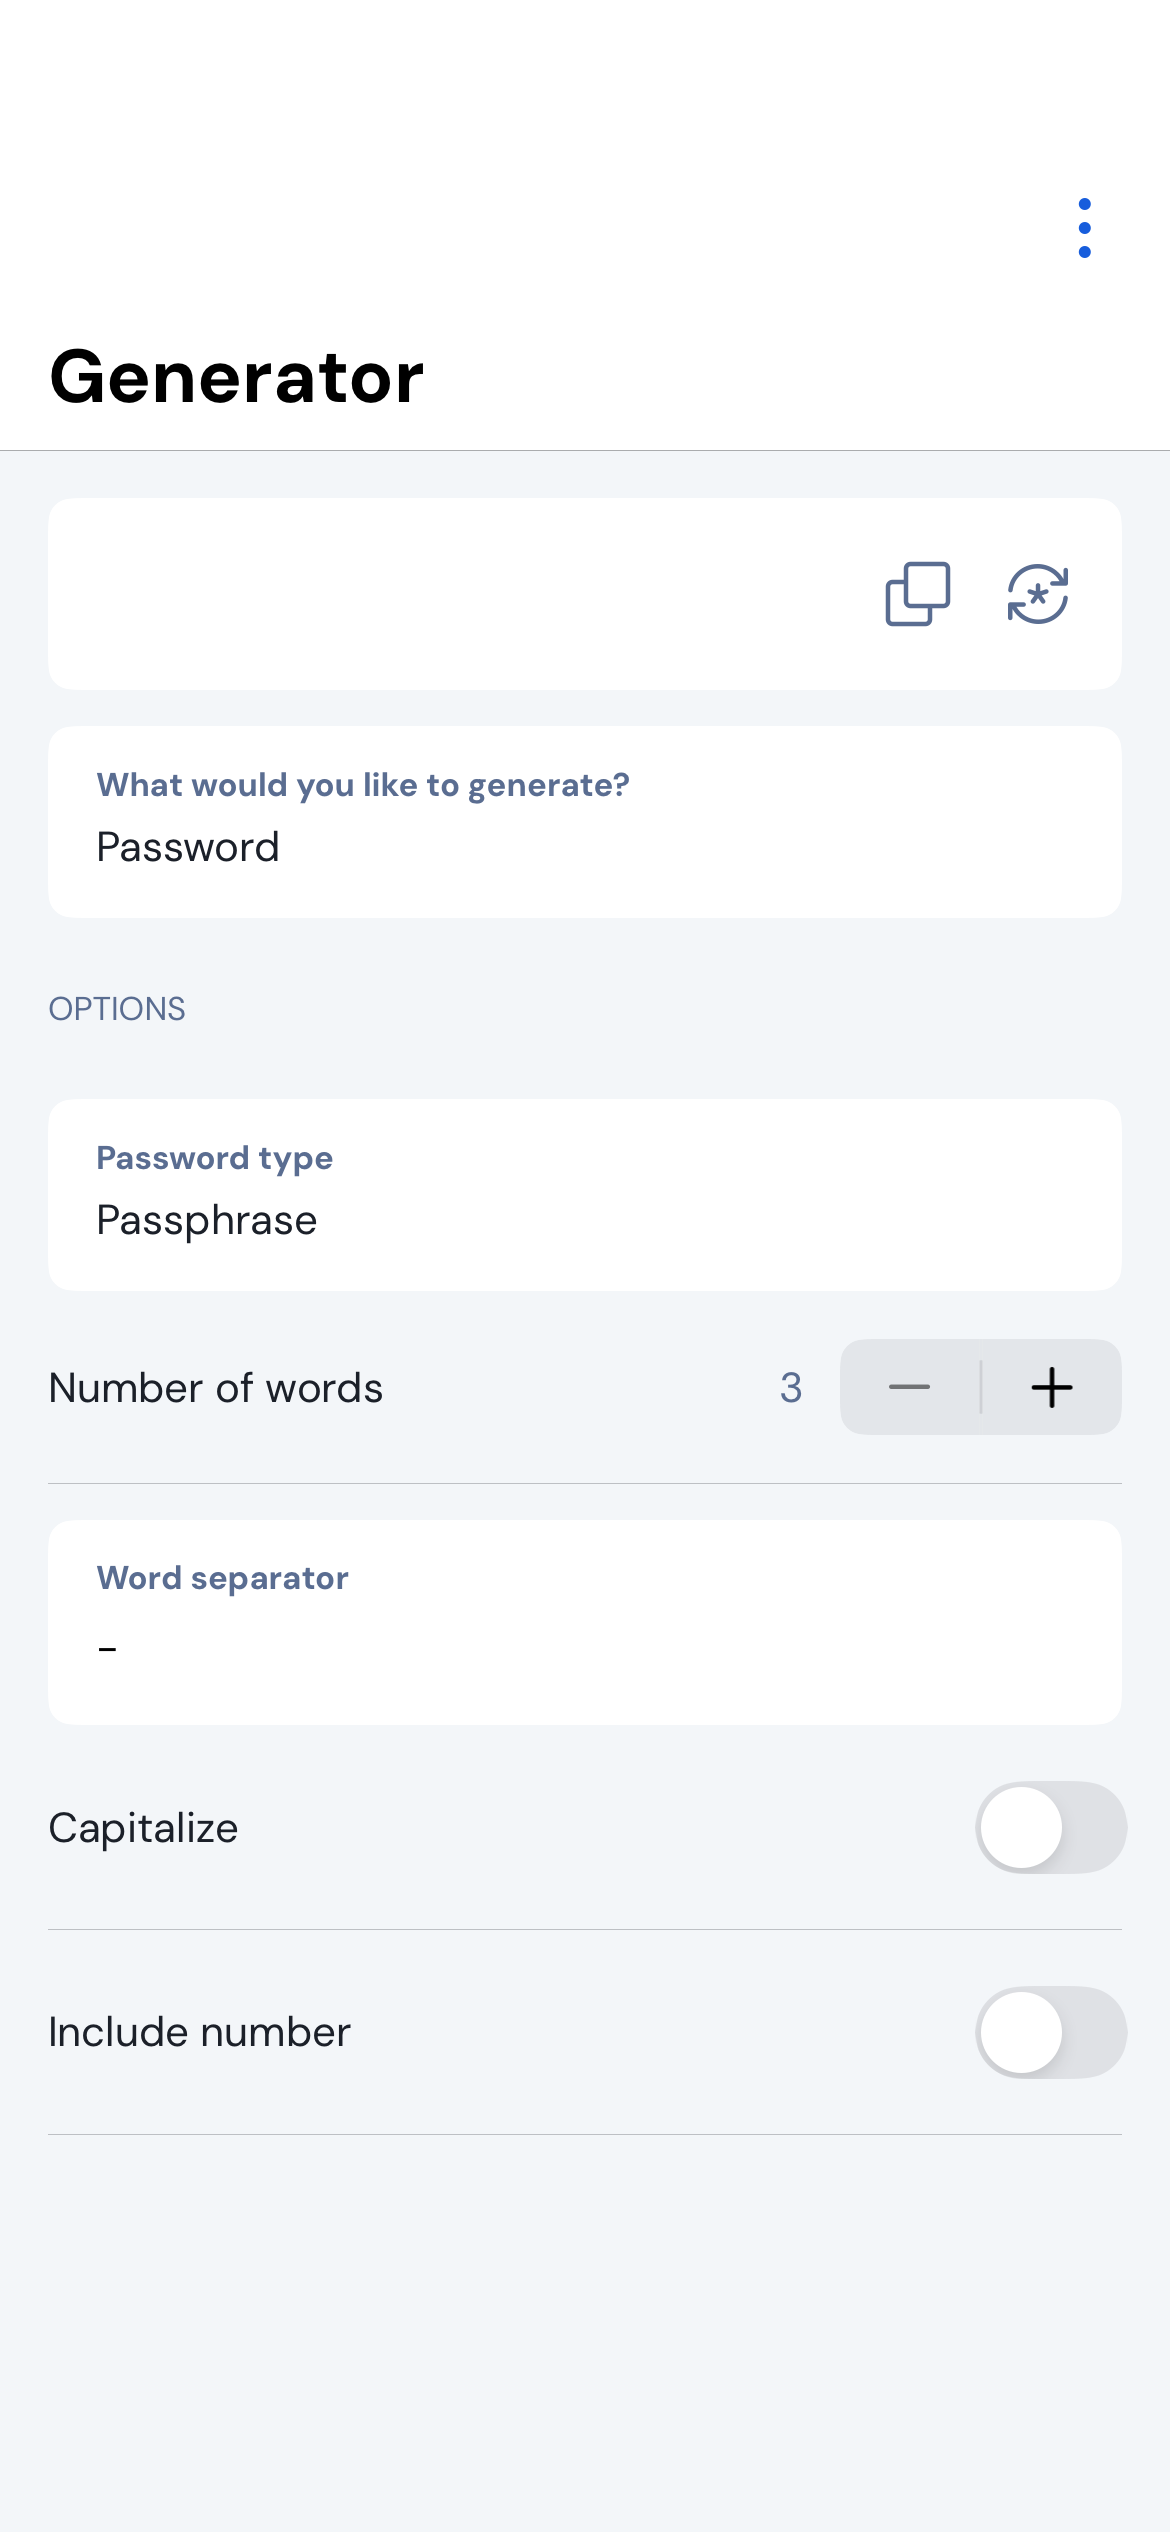 Generator
What would you like to generate?
Password
OPTIONS
Password type
Passphrase
Number of words 3
Word separator
-
Capitalize
Include number